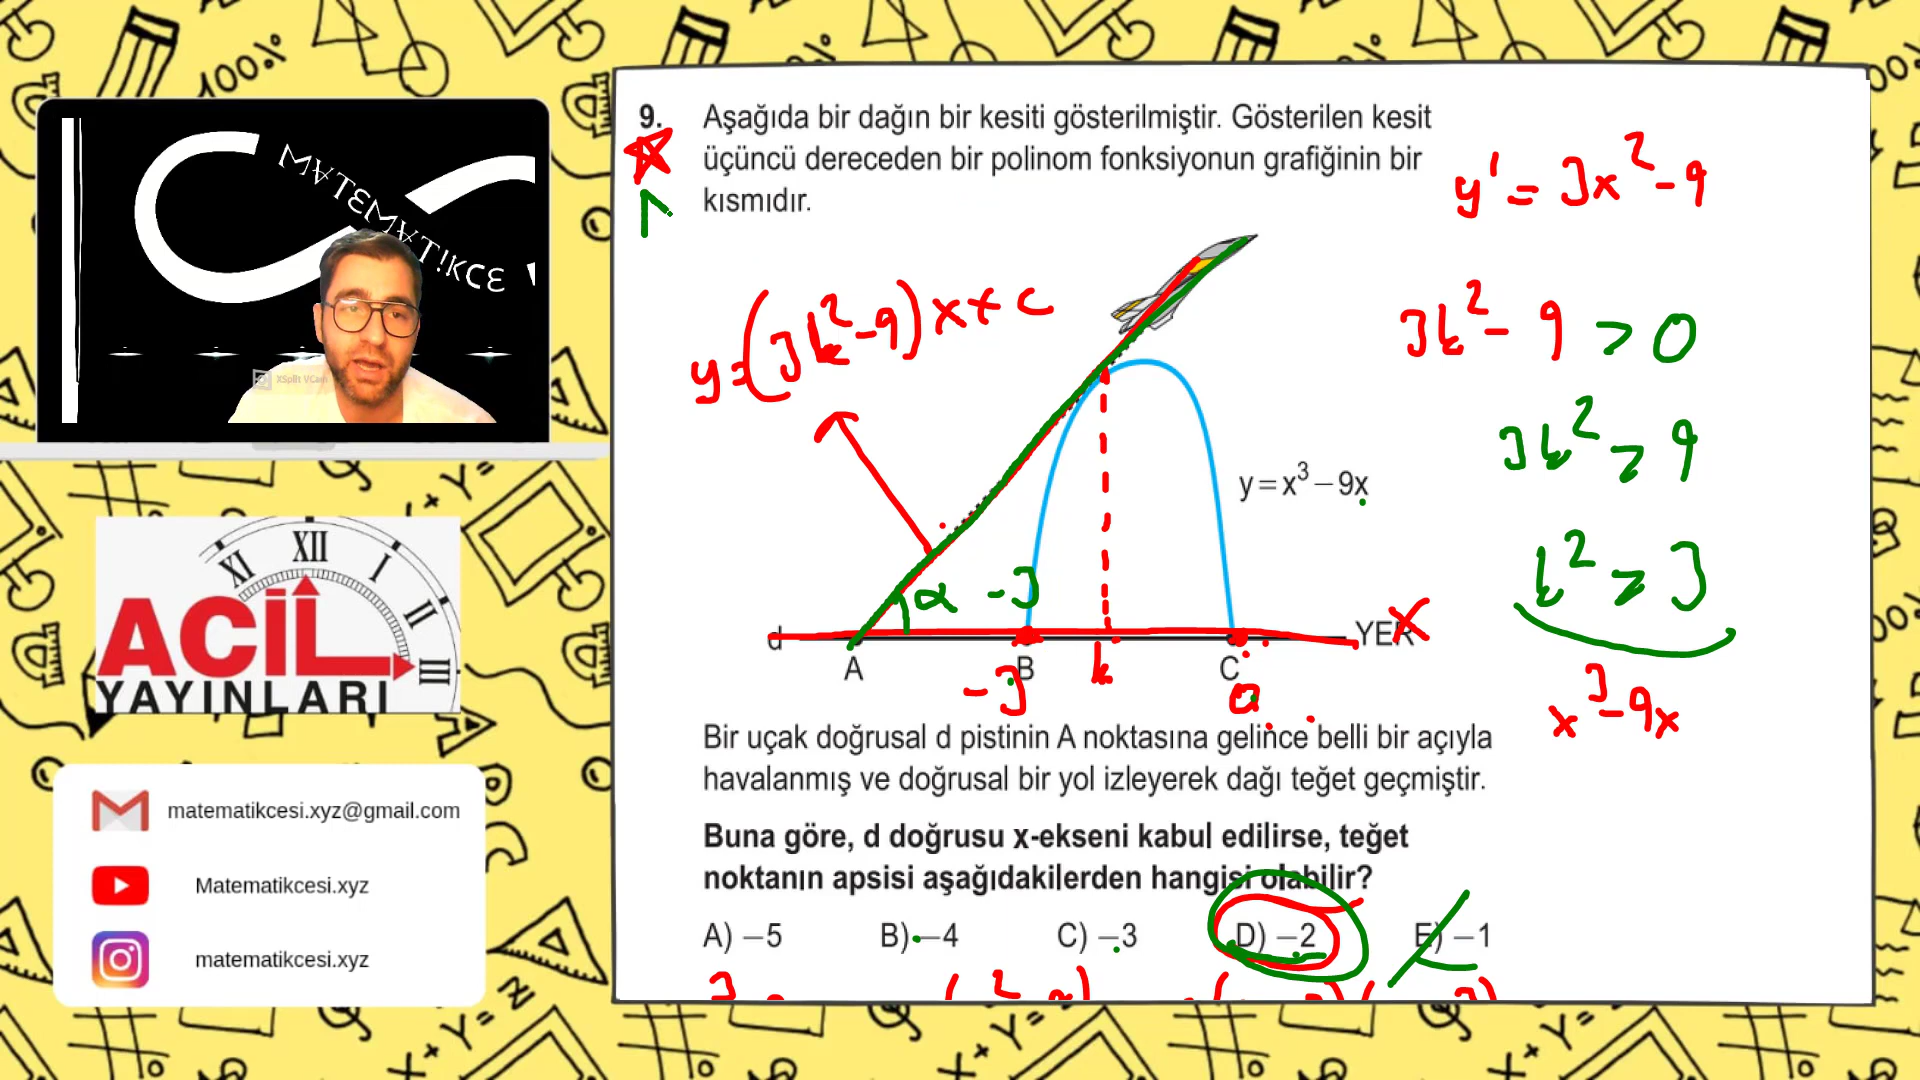 MATEMATİKCE
XSplit VCam
XI XII I II III
ACİL
YAYINLARI
matematikcesi.xyz@gmail.com
Matematikcesi.xyz
matematikcesi.xyz
9. Aşağıda bir dağın bir kesiti gösterilmiştir. Gösterilen kesit
üçüncü dereceden bir polinom fonksiyonun grafiğinin bir
kısmıdır.
y' = 3x² - 9
y = (3k² - 9)x + c
3k² - 9 > 0
3k² > 9
y=x³−9x
k² > 3
α -3
d YER X
A B C
-3 k 0
x³-9x
Bir uçak doğrusal d pistinin A noktasına gelince belli bir açıyla
havalanmış ve doğrusal bir yol izleyerek dağı teğet geçmiştir.
Buna göre, d doğrusu x-ekseni kabul edilirse, teğet
noktanın apsisi aşağıdakilerden hangisi olabilir?
A) −5 B) −4 C) −3 D) −2 E) −1